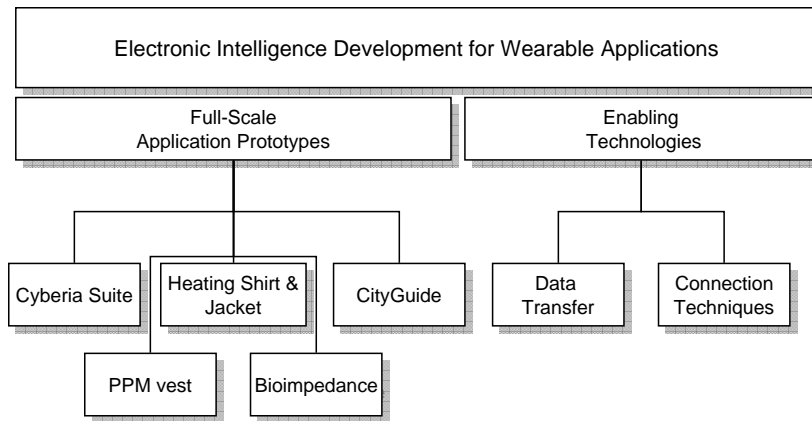 Electronic Intelligence Development for Wearable Applications
Full-Scale
Application Prototypes
Enabling
Technologies
Cyberia Suite
Heating Shirt &
Jacket
CityGuide
Data
Transfer
Connection
Techniques
PPM vest
Bioimpedance